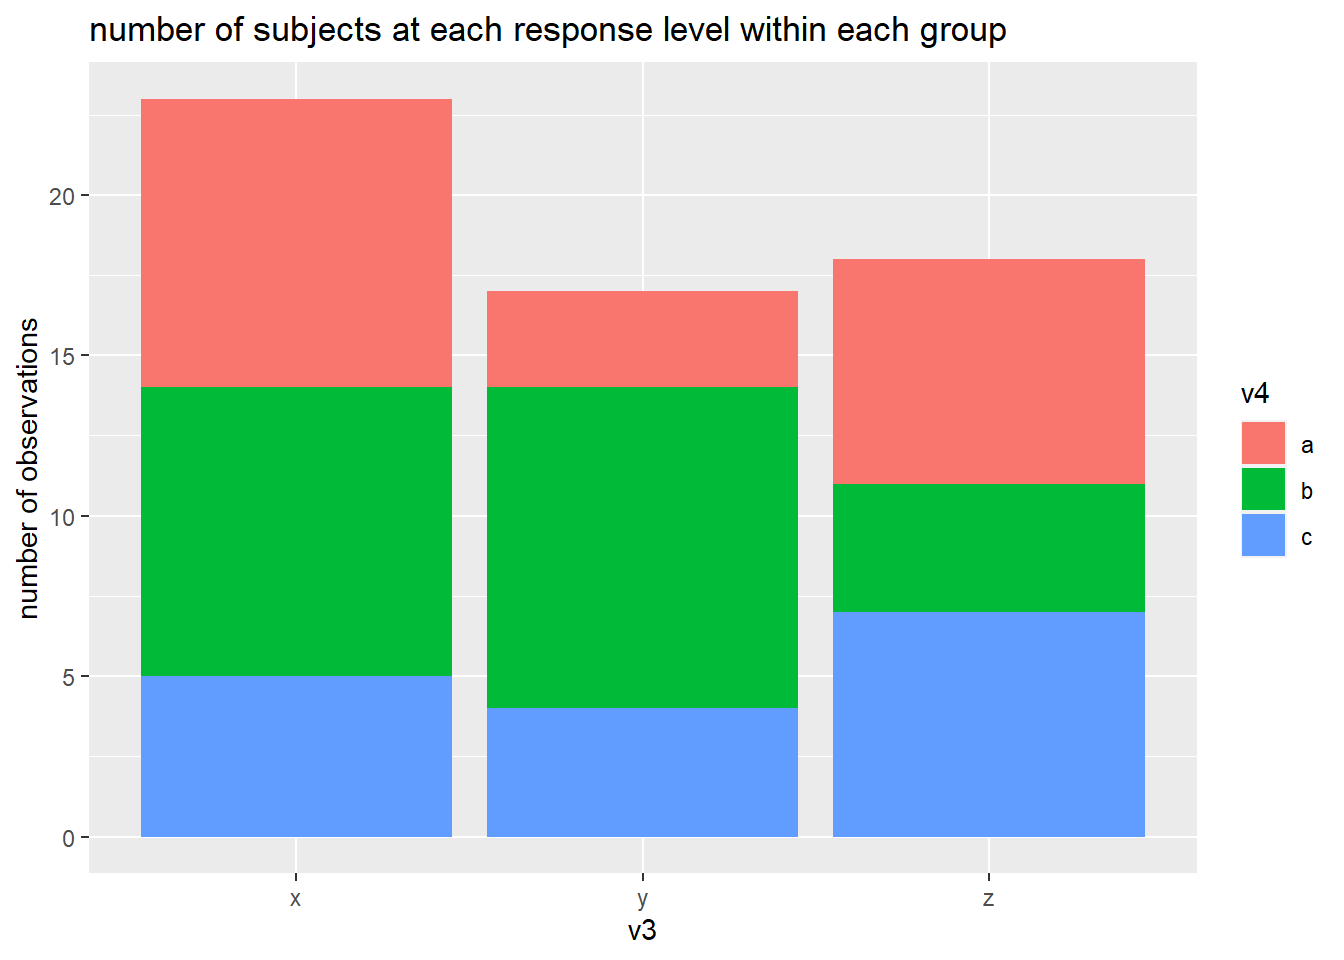 number of subjects at each response level within each group
number of observations
20
15
10
5
0
x
y
z
v3
v4
a
b
c